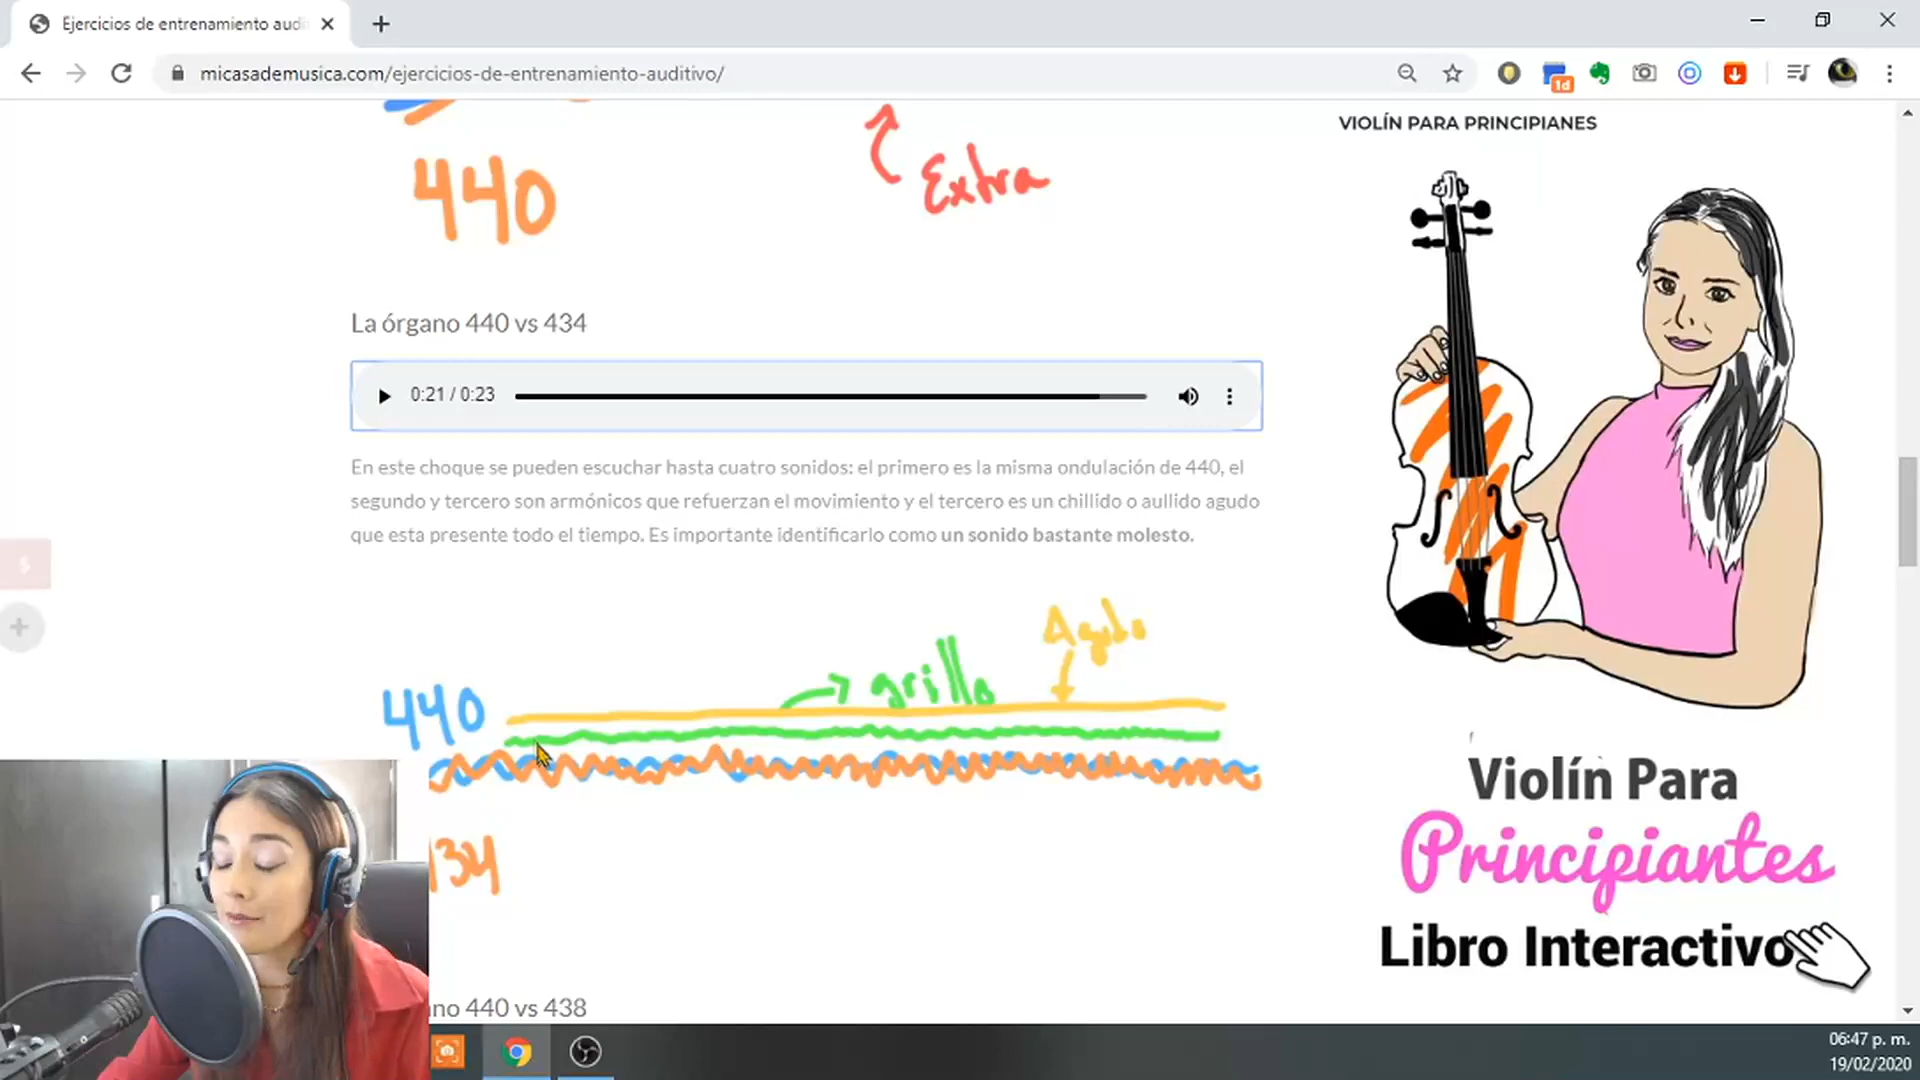 Ejercicios de entrenamiento audi
micasademusica.com/ejercicios-de-entrenamiento-auditivo/
1d
VIOLÍN PARA PRINCIPIANES
Extra
440
La órgano 440 vs 434
0:21 / 0:23
En este choque se pueden escuchar hasta cuatro sonidos: el primero es la misma ondulación de 440, el
segundo y tercero son armónicos que refuerzan el movimiento y el tercero es un chillido o aullido agudo
que esta presente todo el tiempo. Es importante identificarlo como un sonido bastante molesto.
$
Agudo
grillo
440
34
Violín Para
Principiantes
Libro Interactivo
no 440 vs 438
06:47 p. m.
19/02/2020